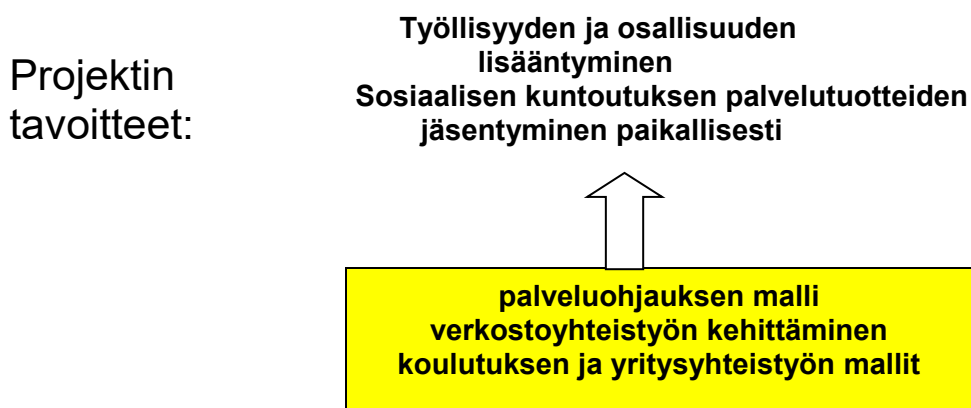 Projektin
tavoitteet:
Työllisyyden ja osallisuuden
lisääntyminen
Sosiaalisen kuntoutuksen palvelutuotteiden
jäsentyminen paikallisesti
palveluohjauksen malli
verkostoyhteistyön kehittäminen
koulutuksen ja yritysyhteistyön mallit